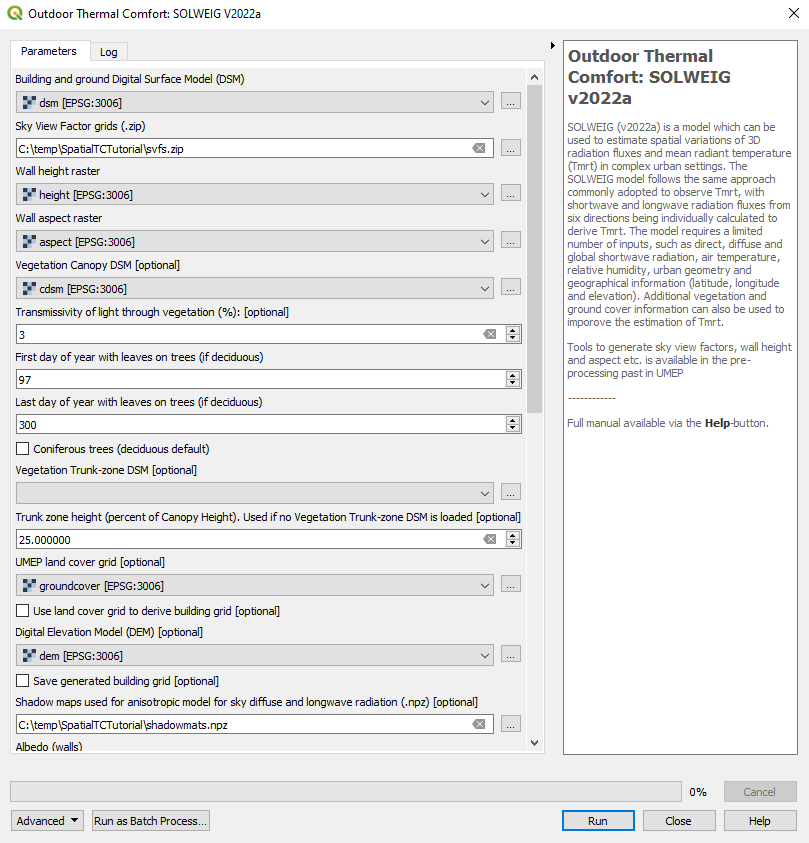 Outdoor Thermal Comfort: SOLWEIG V2022a
Parameters
Log
Building and ground Digital Surface Model (DSM)
dsm [EPSG:3006]
...
Sky View Factor grids (.zip)
C:\temp\SpatialTCTutorial\svfs.zip
...
Wall height raster
height [EPSG:3006]
...
Wall aspect raster
aspect [EPSG:3006]
...
Vegetation Canopy DSM [optional]
cdsm [EPSG:3006]
...
Transmissivity of light through vegetation (%): [optional]
3
First day of year with leaves on trees (if deciduous)
97
Last day of year with leaves on trees (if deciduous)
300
Coniferous trees (deciduous default)
Vegetation Trunk-zone DSM [optional]
...
Trunk zone height (percent of Canopy Height). Used if no Vegetation Trunk-zone DSM is loaded [optional]
25.000000
UMEP land cover grid [optional]
groundcover [EPSG:3006]
...
Use land cover grid to derive building grid [optional]
Digital Elevation Model (DEM) [optional]
dem [EPSG:3006]
...
Save generated building grid [optional]
Shadow maps used for anisotropic model for sky diffuse and longwave radiation (.npz) [optional]
C:\temp\SpatialTCTutorial\shadowmats.npz
...
Albedo (walls)
Outdoor Thermal
Comfort: SOLWEIG
v2022a
SOLWEIG (v2022a) is a model which can be
used to estimate spatial variations of 3D
radiation fluxes and mean radiant temperature
(Tmrt) in complex urban settings. The
SOLWEIG model follows the same approach
commonly adopted to observe Tmrt, with
shortwave and longwave radiation fluxes from
six directions being individually calculated to
derive Tmrt. The model requires a limited
number of inputs, such as direct, diffuse and
global shortwave radiation, air temperature,
relative humidity, urban geometry and
geographical information (latitude, longitude
and elevation). Additional vegetation and
ground cover information can also be used to
imporove the estimation of Tmrt.
Tools to generate sky view factors, wall height
and aspect etc. is available in the pre-
processing past in UMEP
------------
Full manual available via the Help-button.
0%
Cancel
Advanced
Run as Batch Process...
Run
Close
Help